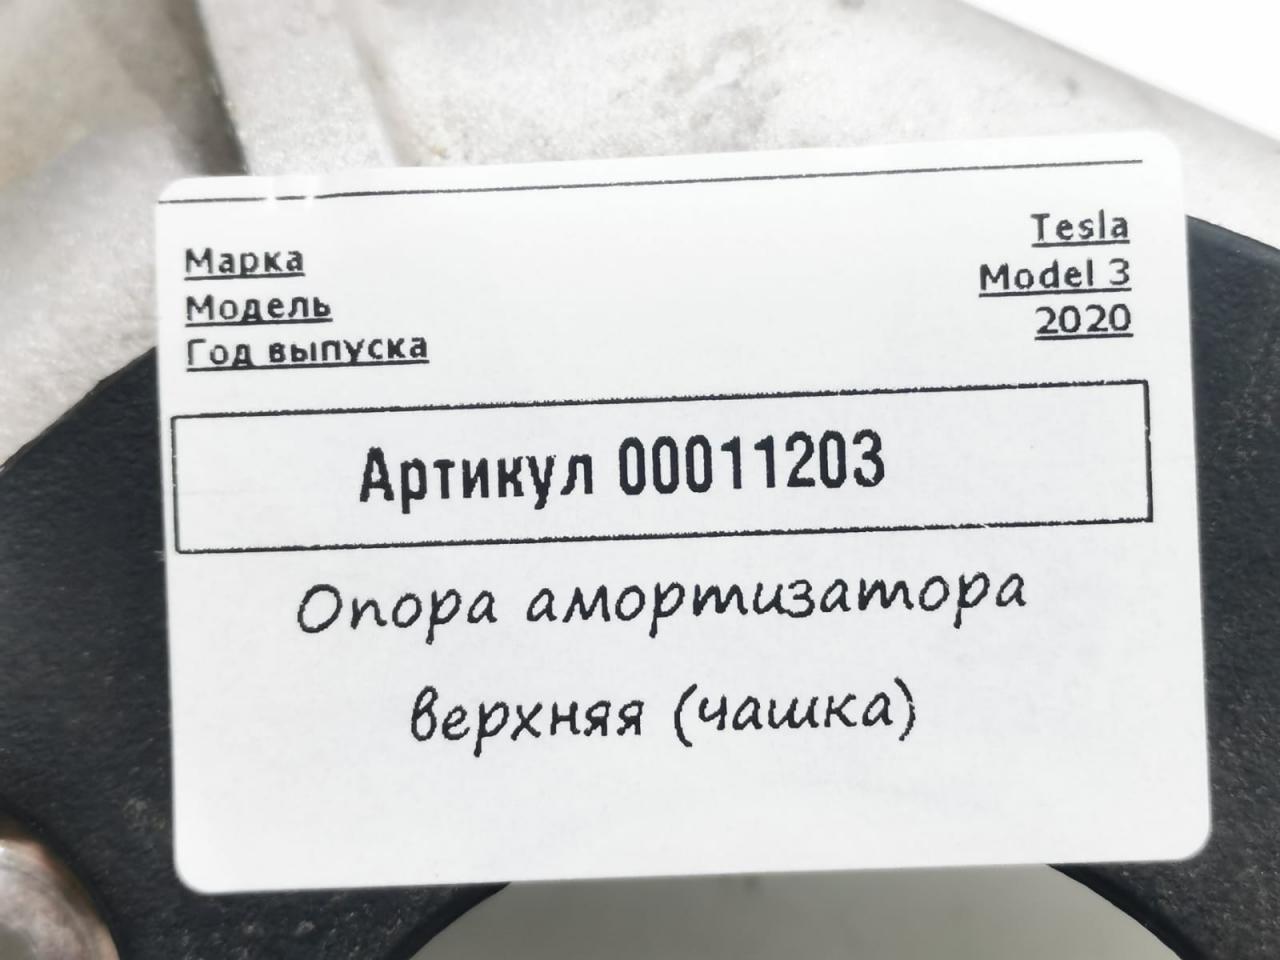 Марка Tesla
Модель Model 3
Год выпуска 2020
Артикул 00011203
Опора амортизатора
верхняя (чашка)